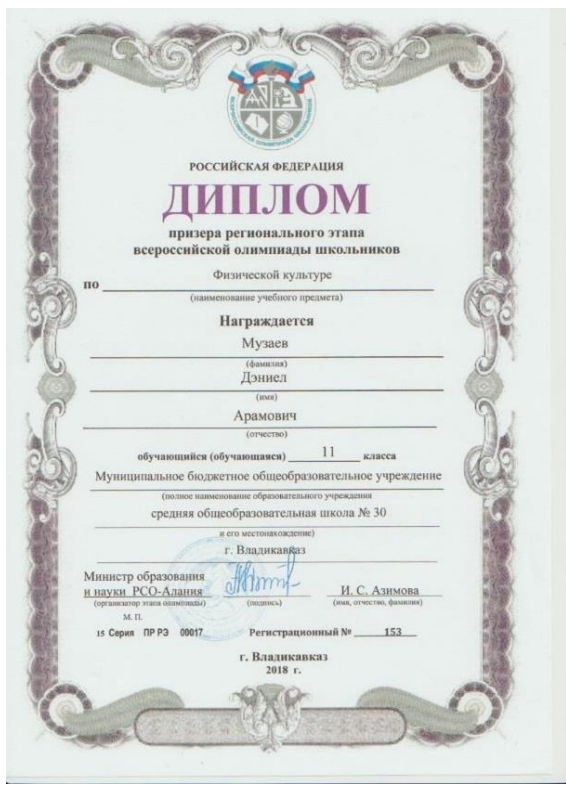 ВСЕРОССИЙСКАЯ ОЛИМПИАДА ШКОЛЬНИКОВ
РОССИЙСКАЯ ФЕДЕРАЦИЯ
ДИПЛОМ
призера регионального этапа
всероссийской олимпиады школьников
по Физической культуре
(наименование учебного предмета)
Награждается
Музаев
(фамилия)
Дэниел
(имя)
Арамович
(отчество)
обучающийся (обучающаяся) 11 класса
Муниципальное бюджетное общеобразовательное учреждение
(полное наименование образовательного учреждения
средняя общеобразовательная школа № 30
и его местонахождение)
г. Владикавказ
Министр образования
и науки РСО-Алания И. С. Азимова
(организатор этапа олимпиады) (подпись) (имя, отчество, фамилия)
М. П.
15 Серия ПР РЭ 00017 Регистрационный № 153
г. Владикавказ
2018 г.